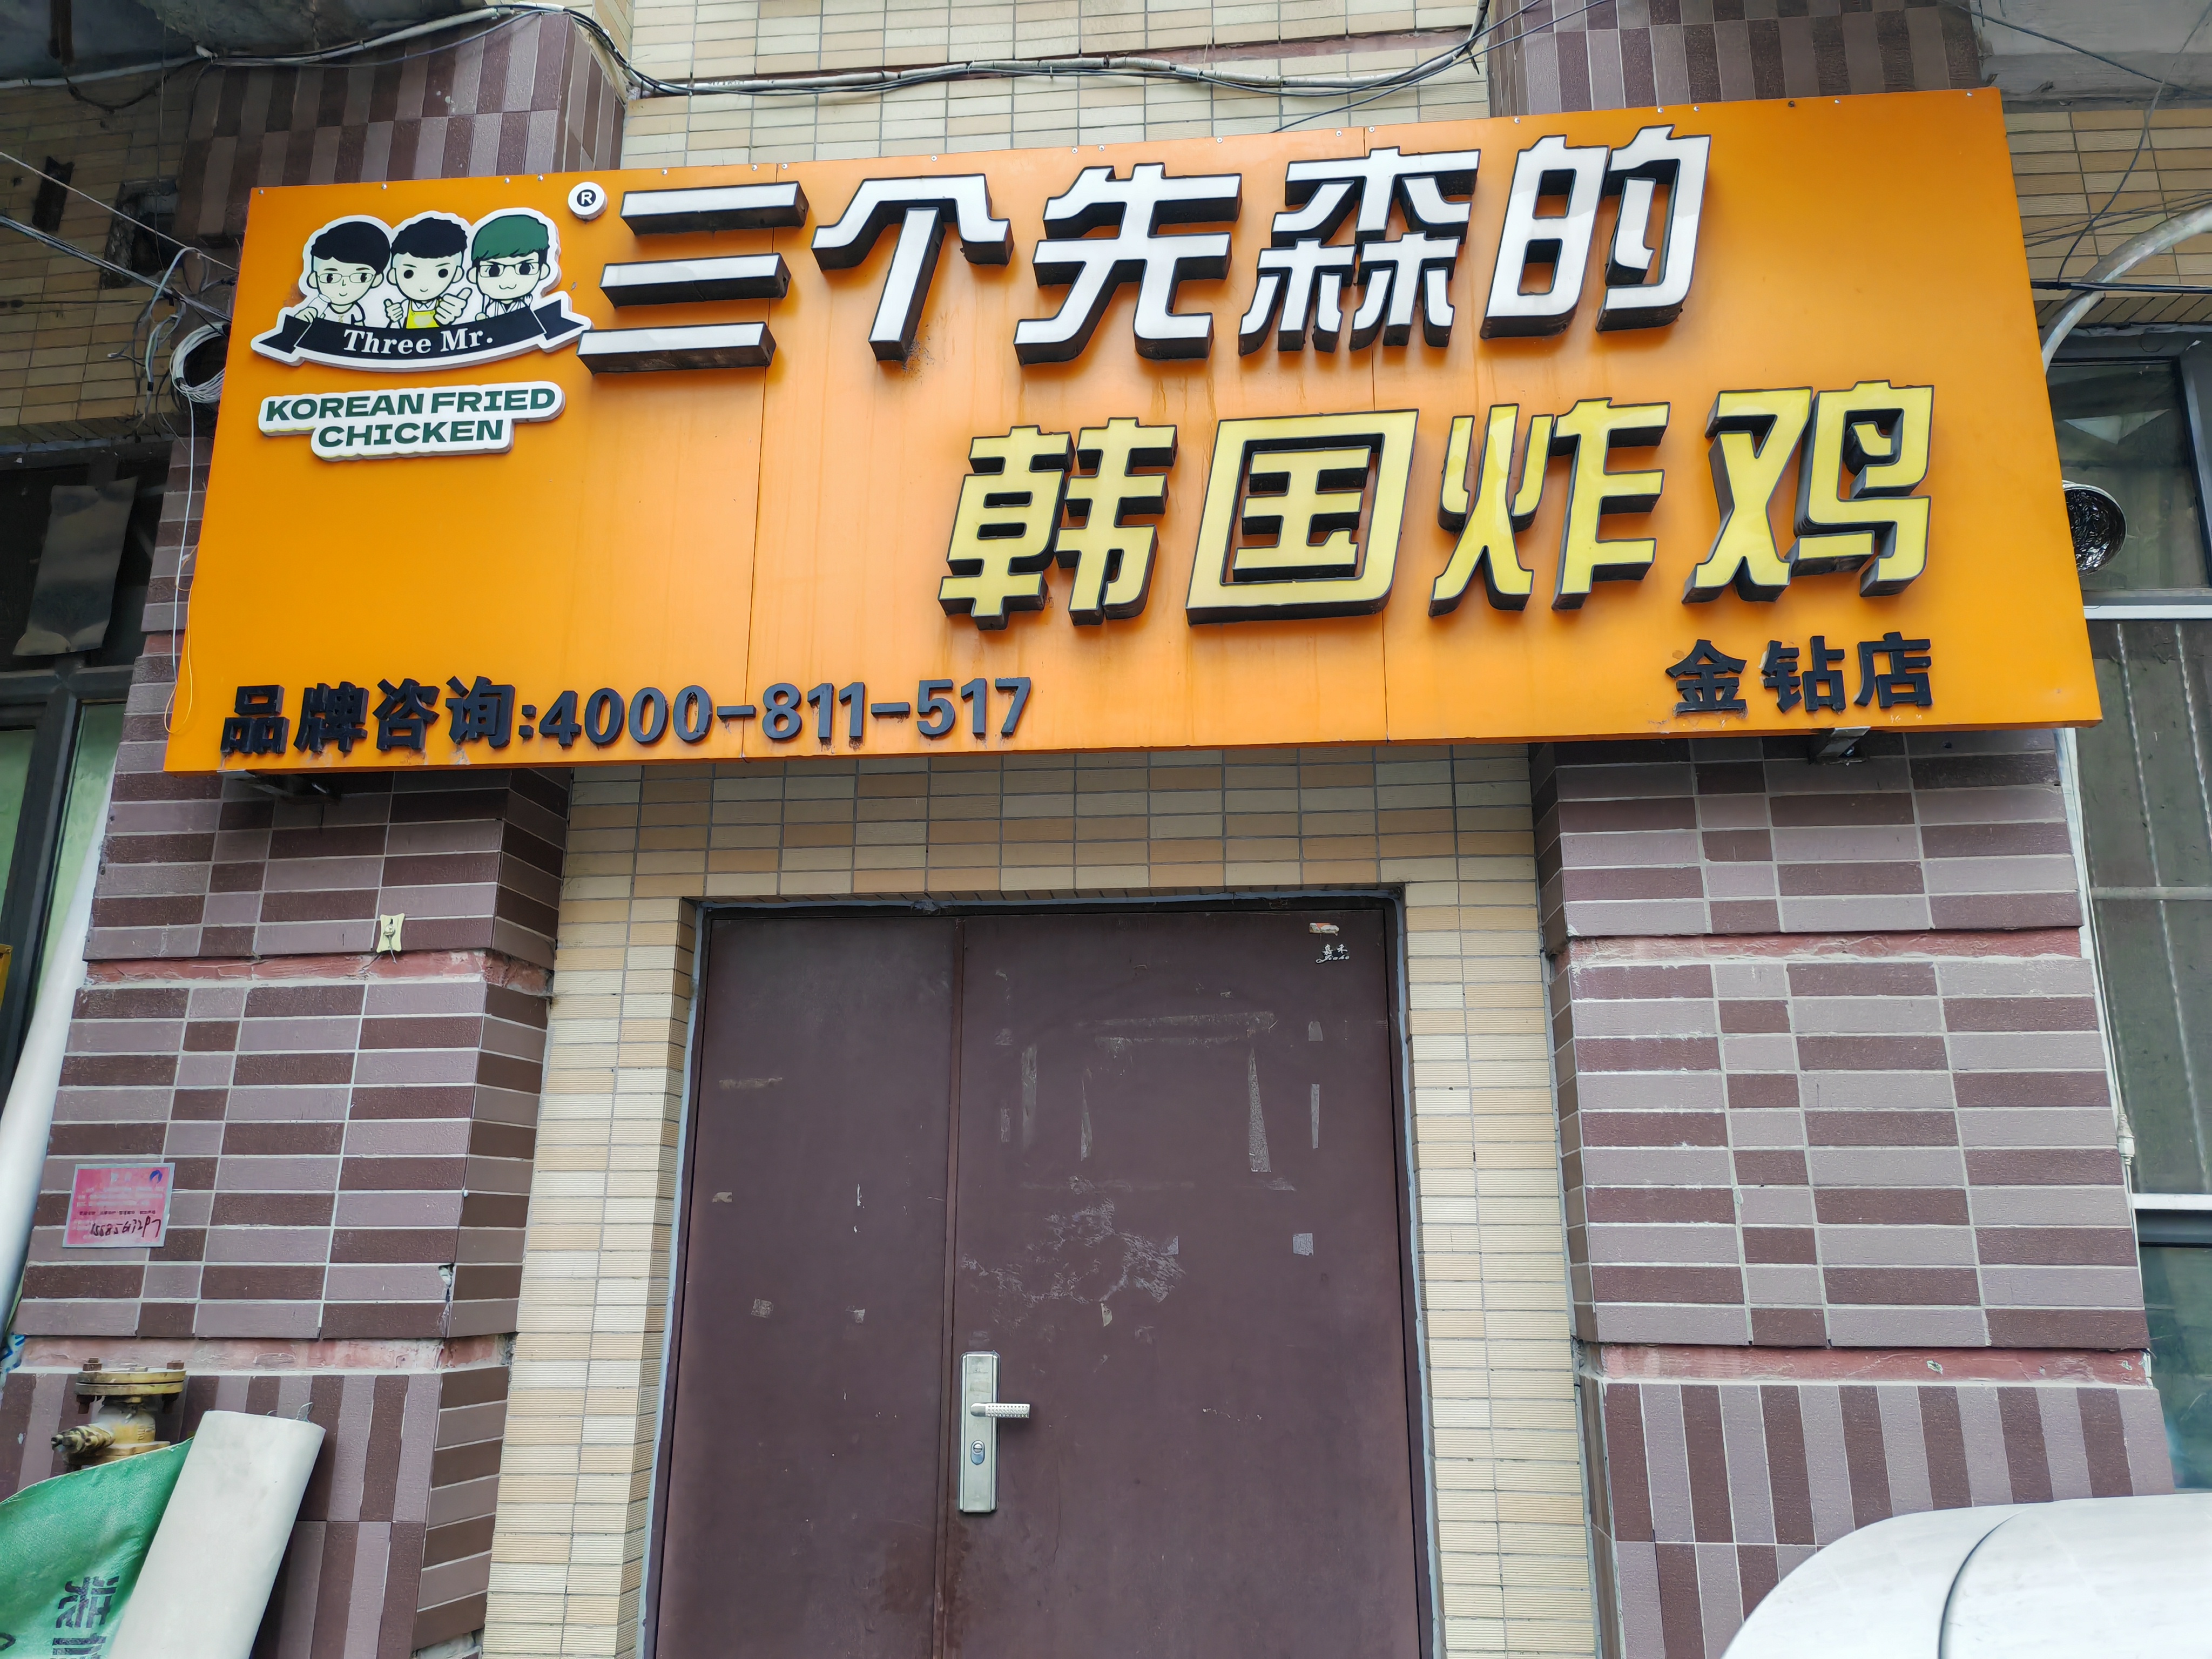 ®
三个先森的
Three Mr.
KOREAN FRIED
CHICKEN
韩国炸鸡
金钻店
品牌咨询:4000-811-517